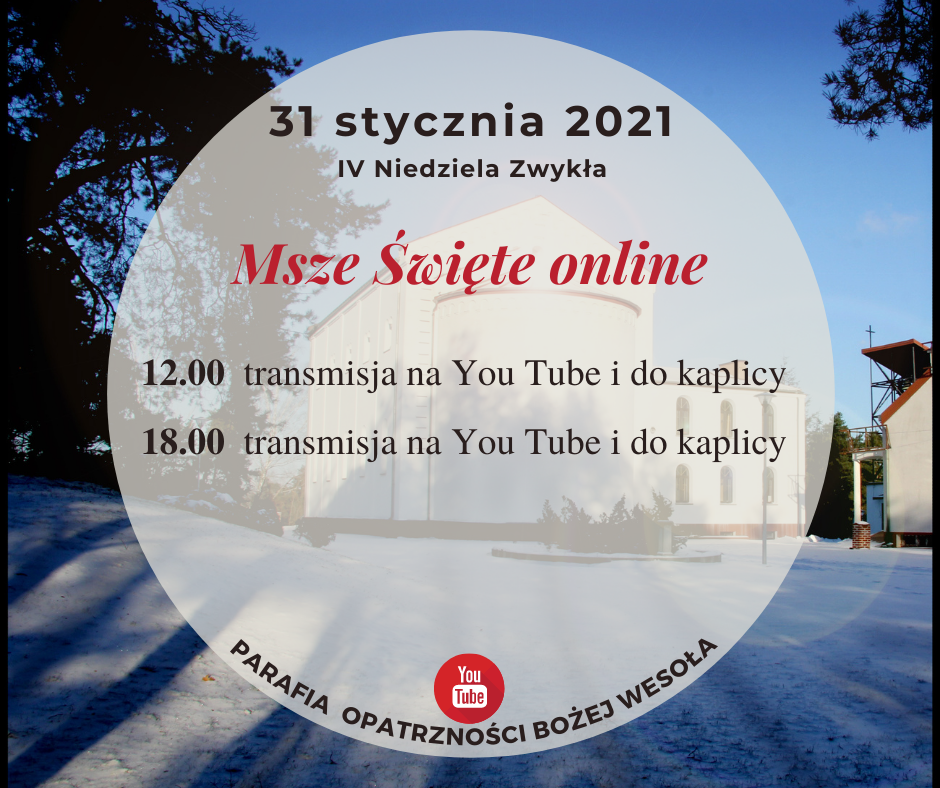 31 stycznia 2021
IV Niedziela Zwykła
Msze Święte online
12.00 transmisja na You Tube i do kaplicy
18.00 transmisja na You Tube i do kaplicy
PARAFIA OPATRZNOŚCI BOŻEJ WESOŁA
You
Tube